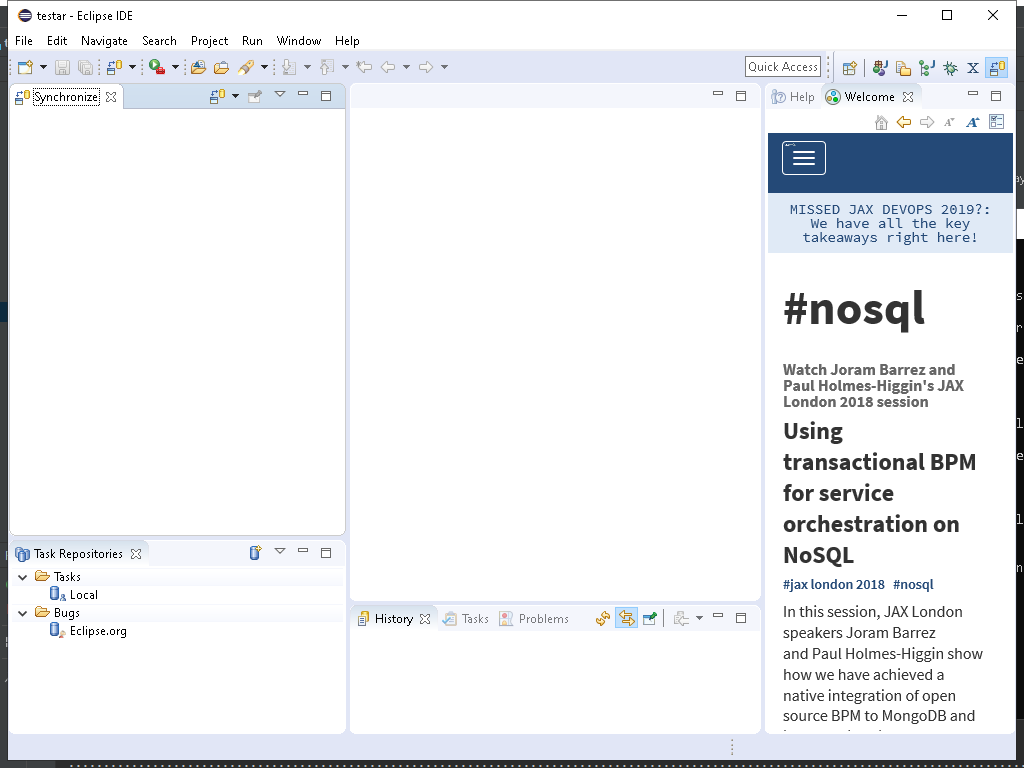 testar - Eclipse IDE
File Edit Navigate Search Project Run Window Help
Quick Access
Synchronize
Help Welcome
MISSED JAX DEVOPS 2019?:
We have all the key
takeaways right here!
#nosql
Watch Joram Barrez and
Paul Holmes-Higgin's JAX
London 2018 session
Using
transactional BPM
for service
orchestration on
NoSQL
#jax london 2018 #nosql
In this session, JAX London
speakers Joram Barrez
and Paul Holmes-Higgin show
how we have achieved a
native integration of open
source BPM to MongoDB and
Task Repositories
Tasks
Local
Bugs
Eclipse.org
History Tasks Problems